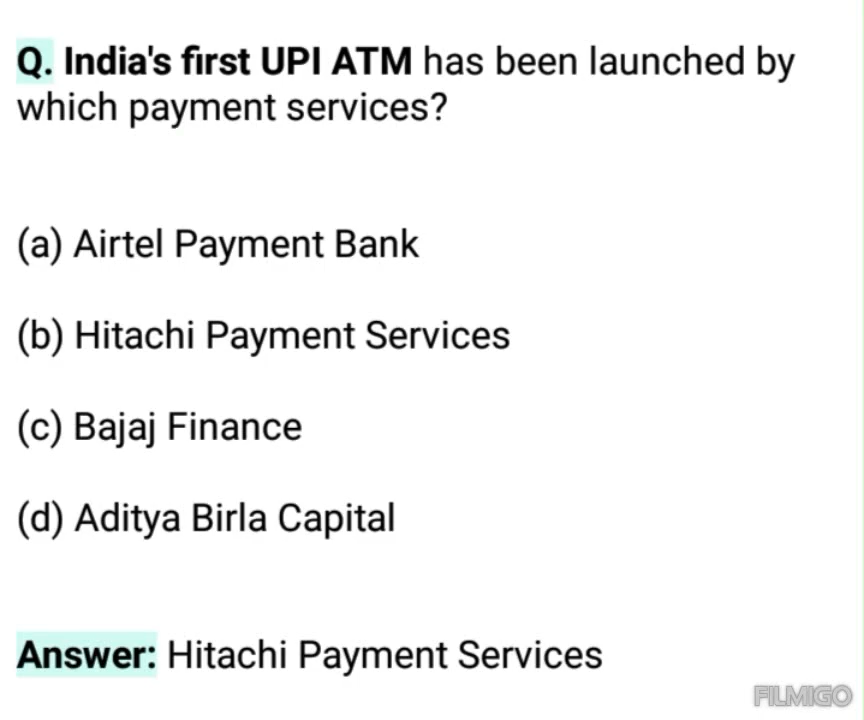 Q. India's first UPI ATM has been launched by
which payment services?
(a) Airtel Payment Bank
(b) Hitachi Payment Services
(c) Bajaj Finance
(d) Aditya Birla Capital
Answer: Hitachi Payment Services
FILMIGO